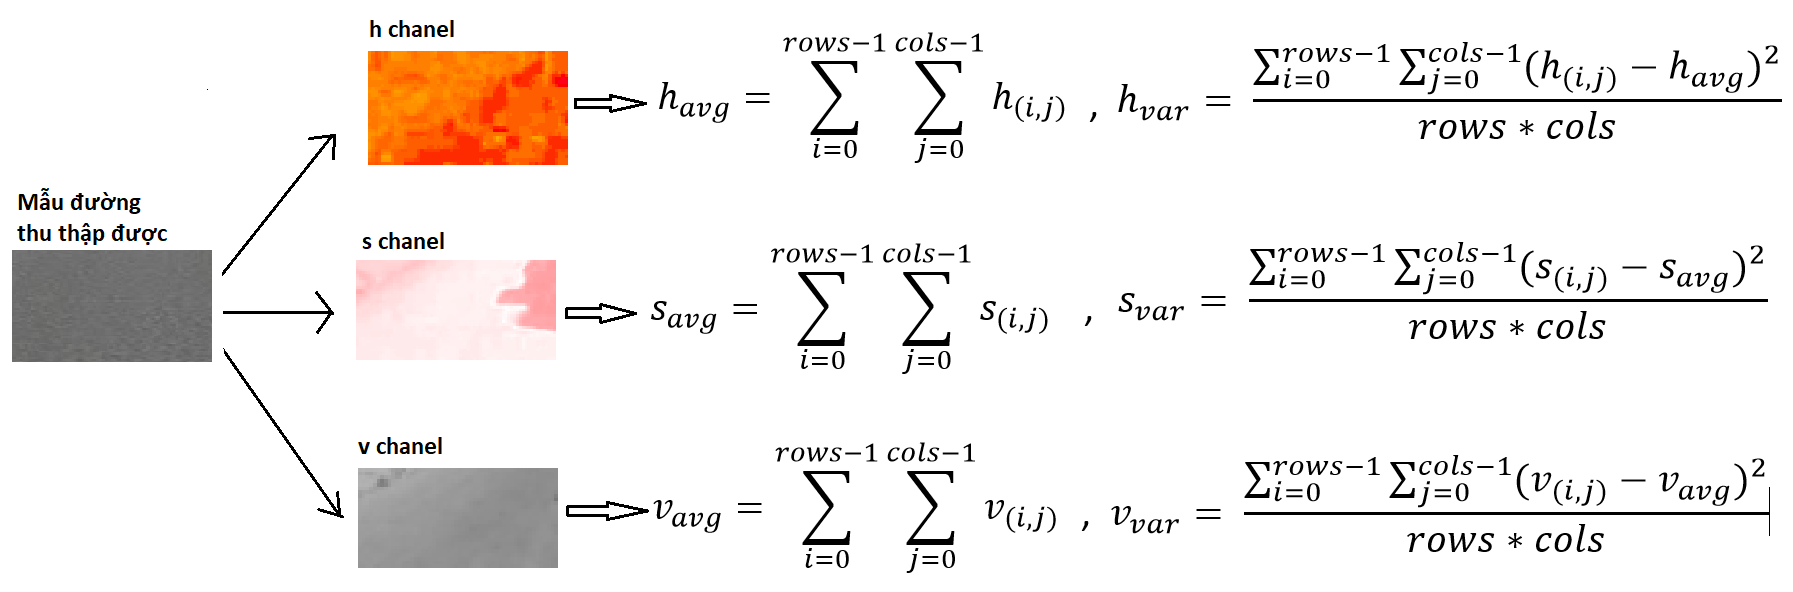 h chanel
h_{avg} = \sum_{i=0}^{rows-1} \sum_{j=0}^{cols-1} h_{(i,j)} , h_{var} = \frac{\sum_{i=0}^{rows-1} \sum_{j=0}^{cols-1} (h_{(i,j)} - h_{avg})^2}{rows * cols}
Mẫu đường
thu thập được
s chanel
s_{avg} = \sum_{i=0}^{rows-1} \sum_{j=0}^{cols-1} s_{(i,j)} , s_{var} = \frac{\sum_{i=0}^{rows-1} \sum_{j=0}^{cols-1} (s_{(i,j)} - s_{avg})^2}{rows * cols}
v chanel
v_{avg} = \sum_{i=0}^{rows-1} \sum_{j=0}^{cols-1} v_{(i,j)} , v_{var} = \frac{\sum_{i=0}^{rows-1} \sum_{j=0}^{cols-1} (v_{(i,j)} - v_{avg})^2}{rows * cols}